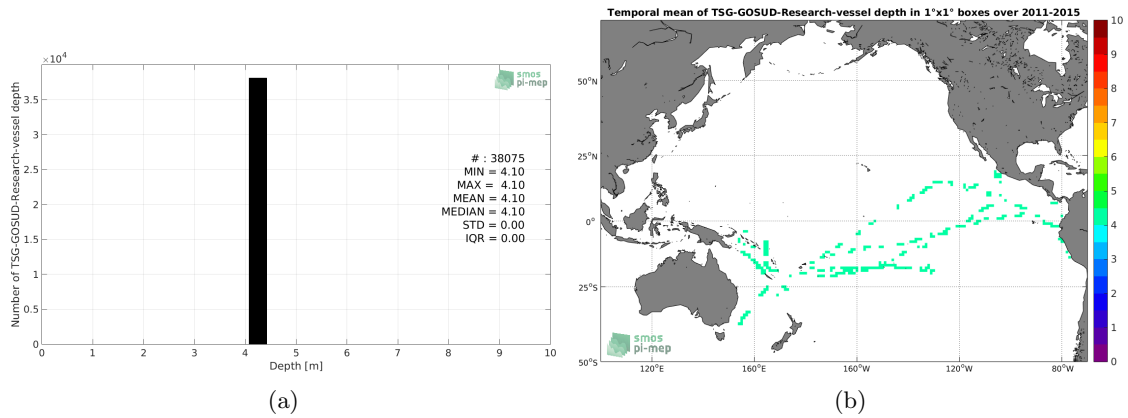 ×10⁴
3.5
3
2.5
2
1.5
1
0.5
0
Number of TSG-GOSUD-Research-vessel depth
smos
pi-mep
# : 38075
MIN = 4.10
MAX = 4.10
MEAN = 4.10
MEDIAN = 4.10
STD = 0.00
IQR = 0.00
0 1 2 3 4 5 6 7 8 9 10
Depth [m]
(a)
Temporal mean of TSG-GOSUD-Research-vessel depth in 1°x1° boxes over 2011-2015
50°N
25°N
0°
25°S
50°S
smos
pi-mep
120°E 160°E 160°W 120°W 80°W
10
9
8
7
6
5
4
3
2
1
0
(b)